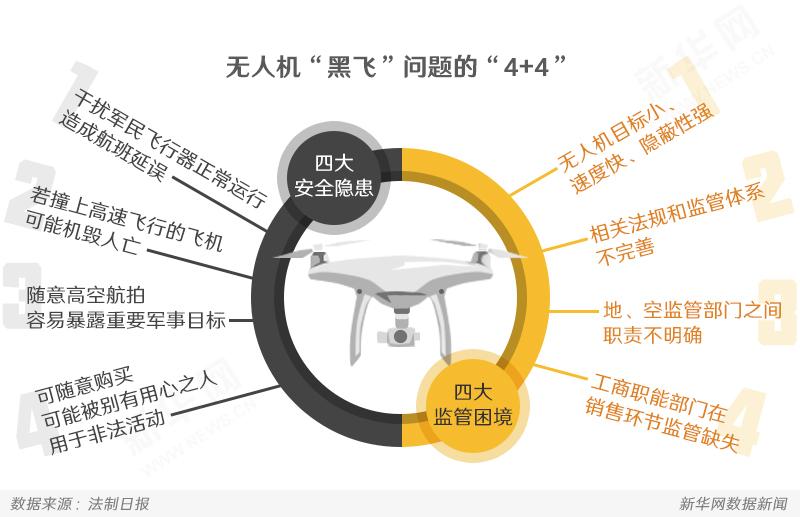 无人机“黑飞”问题的“4+4”
1
干扰军民飞行器正常运行
造成航班延误
2
若撞上高速飞行的飞机
可能机毁人亡
3
随意高空航拍
容易暴露重要军事目标
4
可随意购买
可能被别有用心之人
用于非法活动
四大
安全隐患
1
无人机目标小、
速度快、隐蔽性强
2
相关法规和监管体系
不完善
3
地、空监管部门之间
职责不明确
4
工商职能部门在
销售环节监管缺失
四大
监管困境
新华网
WWW.NEWS.CN
新华网
WWW.NEWS.CN
数据来源：法制日报
新华网数据新闻